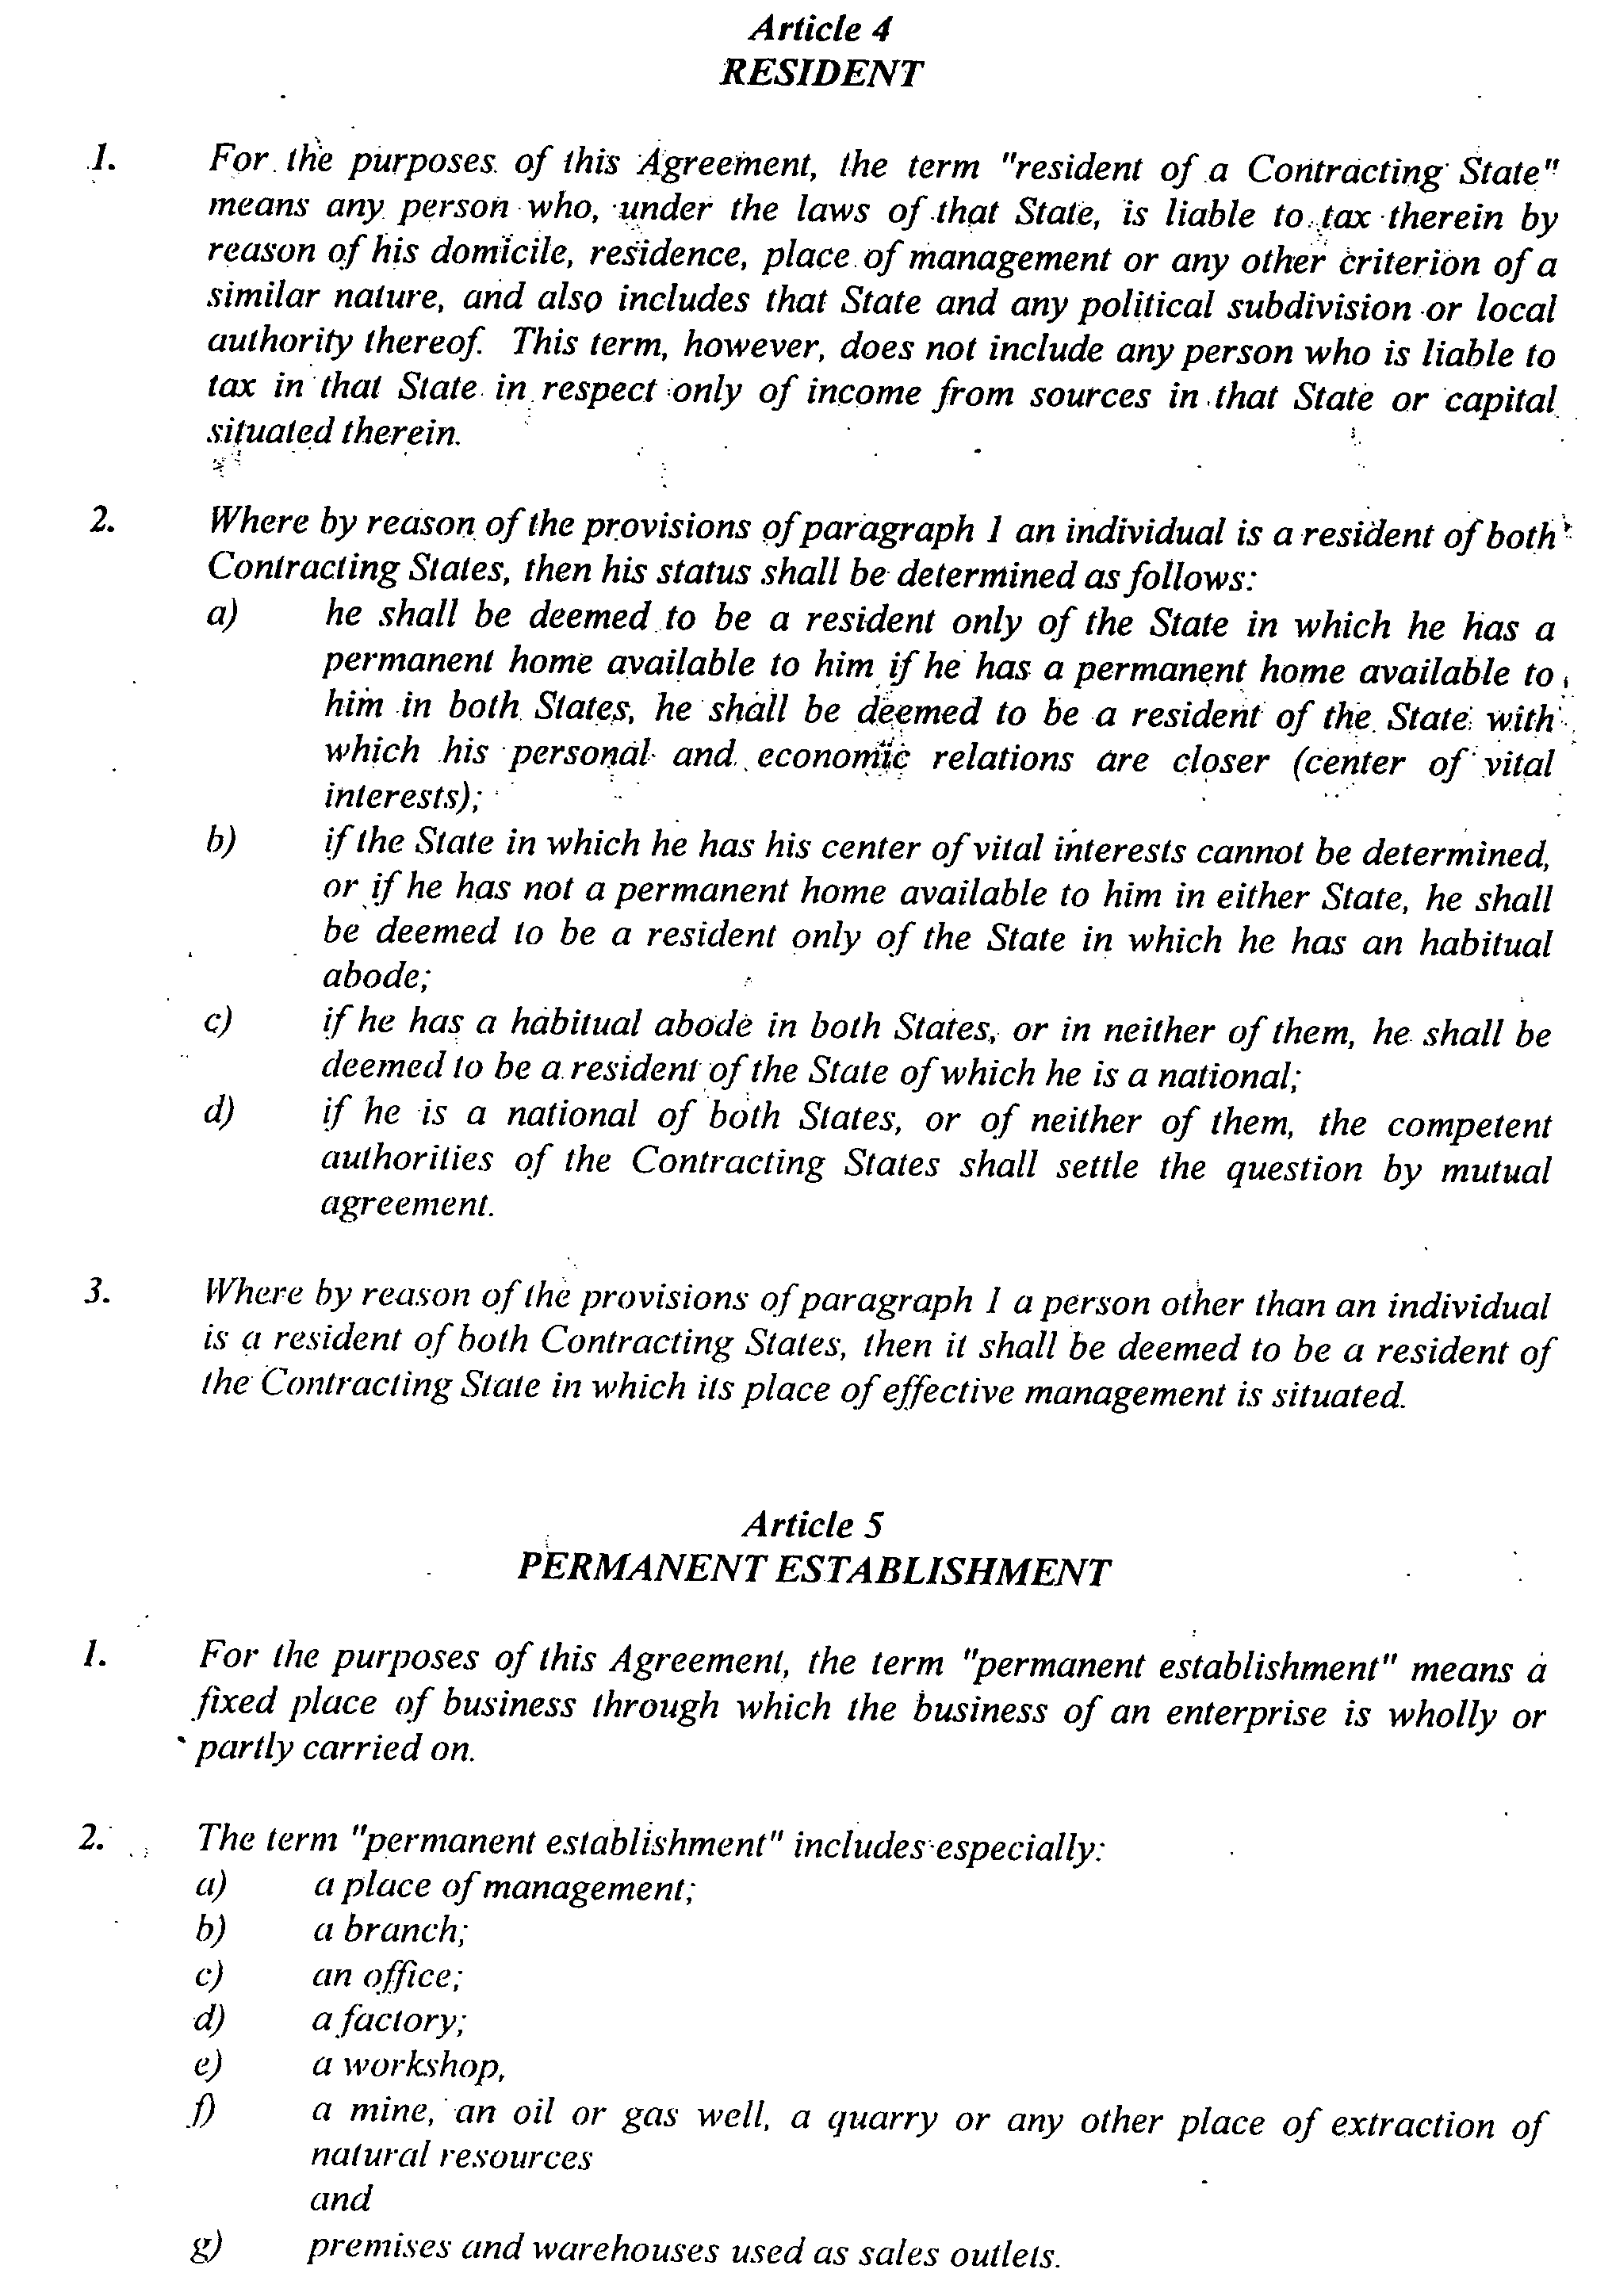 Article 4
RESIDENT
1. For the purposes of this Agreement, the term "resident of a Contracting State"
means any person who, under the laws of that State, is liable to tax therein by
reason of his domicile, residence, place of management or any other criterion of a
similar nature, and also includes that State and any political subdivision or local
authority thereof. This term, however, does not include any person who is liable to
tax in that State in respect only of income from sources in that State or capital
situated therein.
2. Where by reason of the provisions of paragraph 1 an individual is a resident of both
Contracting States, then his status shall be determined as follows:
a) he shall be deemed to be a resident only of the State in which he has a
permanent home available to him if he has a permanent home available to
him in both States, he shall be deemed to be a resident of the State with
which his personal and economic relations are closer (center of vital
interests);
b) if the State in which he has his center of vital interests cannot be determined,
or if he has not a permanent home available to him in either State, he shall
be deemed to be a resident only of the State in which he has an habitual
abode;
c) if he has a habitual abode in both States, or in neither of them, he shall be
deemed to be a resident of the State of which he is a national;
d) if he is a national of both States, or of neither of them, the competent
authorities of the Contracting States shall settle the question by mutual
agreement.
3. Where by reason of the provisions of paragraph 1 a person other than an individual
is a resident of both Contracting States, then it shall be deemed to be a resident of
the Contracting State in which its place of effective management is situated.
Article 5
PERMANENT ESTABLISHMENT
1. For the purposes of this Agreement, the term "permanent establishment" means a
fixed place of business through which the business of an enterprise is wholly or
partly carried on.
2. The term "permanent establishment" includes especially:
a) a place of management;
b) a branch;
c) an office;
d) a factory;
e) a workshop,
f) a mine, an oil or gas well, a quarry or any other place of extraction of
natural resources
and
g) premises and warehouses used as sales outlets.